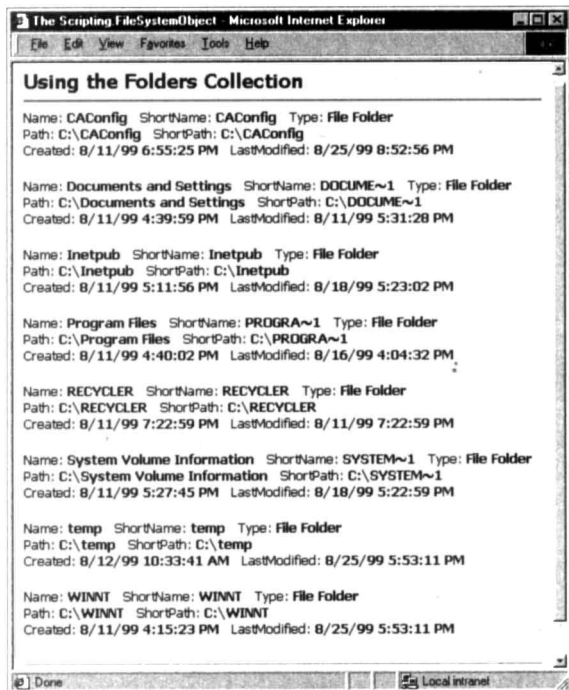 The Scripting.FileSystemObject - Microsoft Internet Explorer
File Edit View Favorites Tools Help
Using the Folders Collection
Name: CAConfig ShortName: CAConfig Type: File Folder
Path: C:\CAConfig ShortPath: C:\CAConfig
Created: 8/11/99 6:55:25 PM LastModified: 8/25/99 8:52:56 PM
Name: Documents and Settings ShortName: DOCUME~1 Type: File Folder
Path: C:\Documents and Settings ShortPath: C:\DOCUME~1
Created: 8/11/99 4:39:59 PM LastModified: 8/11/99 5:31:28 PM
Name: Inetpub ShortName: Inetpub Type: File Folder
Path: C:\Inetpub ShortPath: C:\Inetpub
Created: 8/11/99 5:11:56 PM LastModified: 8/18/99 5:23:02 PM
Name: Program Files ShortName: PROGRA~1 Type: File Folder
Path: C:\Program Files ShortPath: C:\PROGRA~1
Created: 8/11/99 4:40:02 PM LastModified: 8/16/99 4:04:32 PM
Name: RECYCLER ShortName: RECYCLER Type: File Folder
Path: C:\RECYCLER ShortPath: C:\RECYCLER
Created: 8/11/99 7:22:59 PM LastModified: 8/11/99 7:22:59 PM
Name: System Volume Information ShortName: SYSTEM~1 Type: File Folder
Path: C:\System Volume Information ShortPath: C:\SYSTEM~1
Created: 8/11/99 5:27:45 PM LastModified: 8/18/99 5:22:59 PM
Name: temp ShortName: temp Type: File Folder
Path: C:\temp ShortPath: C:\temp
Created: 8/12/99 10:33:41 AM LastModified: 8/25/99 5:53:11 PM
Name: WINNT ShortName: WINNT Type: File Folder
Path: C:\WINNT ShortPath: C:\WINNT
Created: 8/11/99 4:15:23 PM LastModified: 8/25/99 5:53:11 PM
Done Local intranet